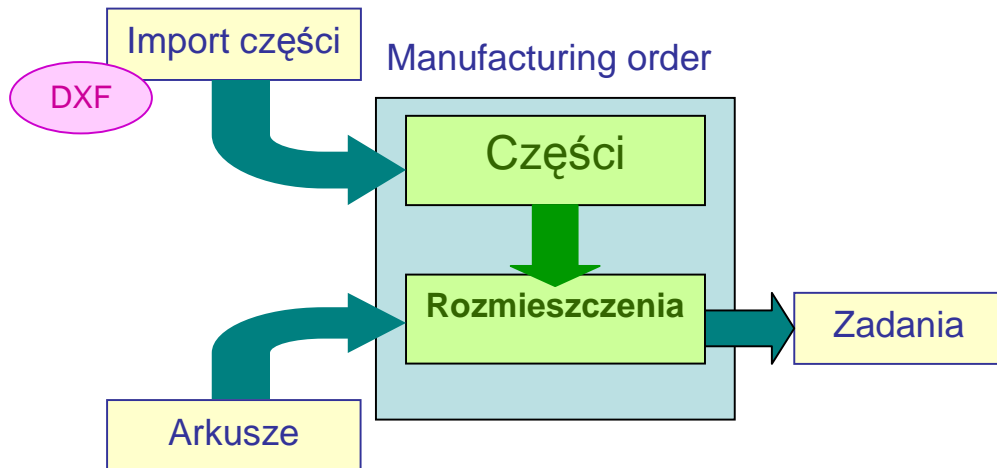 Import części
DXF
Manufacturing order
Części
Rozmieszczenia
Zadania
Arkusze